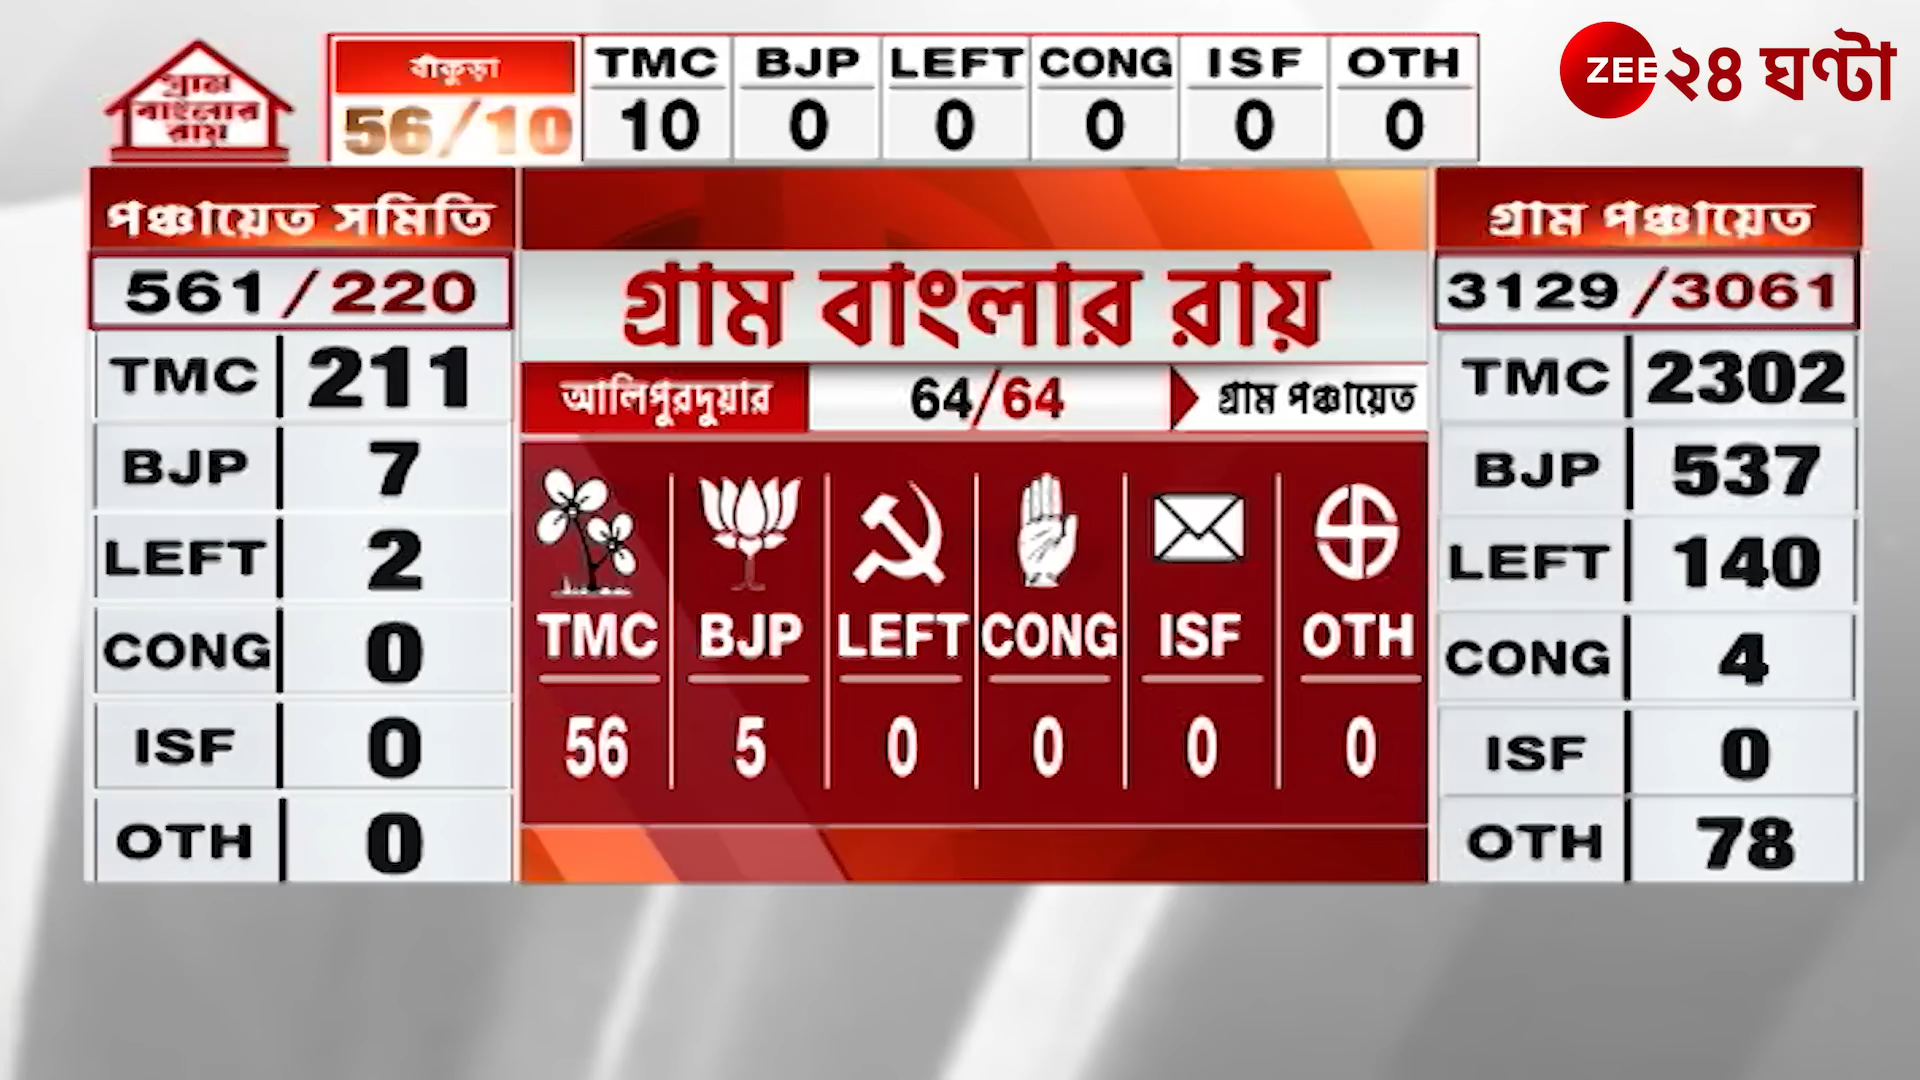 গ্রাম
বাংলার
রায়
বাঁকুড়া
56/10
TMC BJP LEFT CONG ISF OTH
10 0 0 0 0 0
ZEE ২৪ ঘণ্টা
পঞ্চায়েত সমিতি
561/220
TMC 211
BJP 7
LEFT 2
CONG 0
ISF 0
OTH 0
গ্রাম বাংলার রায়
আলিপুরদুয়ার 64/64 গ্রাম পঞ্চায়েত
TMC BJP LEFT CONG ISF OTH
56 5 0 0 0 0
গ্রাম পঞ্চায়েত
3129/3061
TMC 2302
BJP 537
LEFT 140
CONG 4
ISF 0
OTH 78